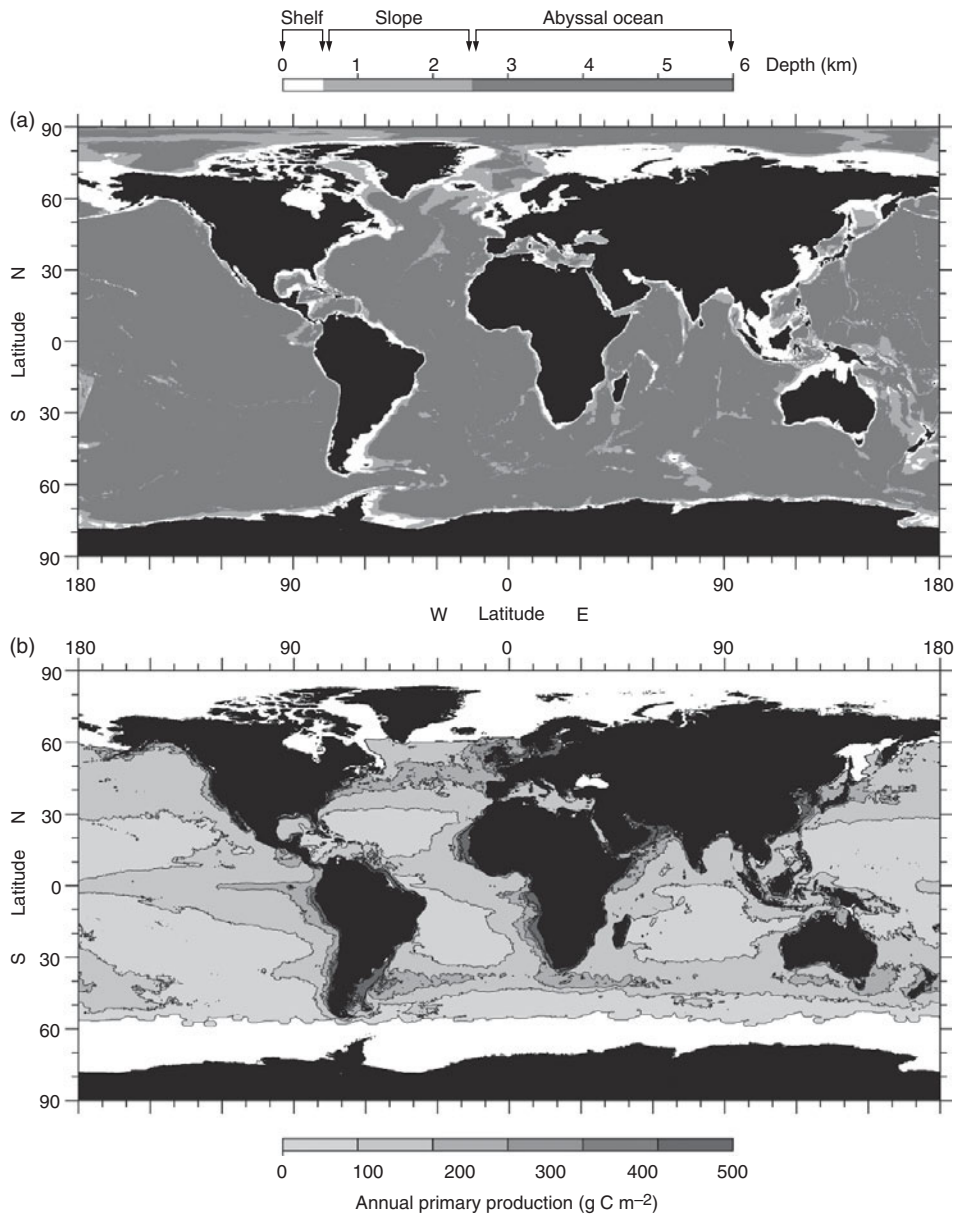 Shelf Slope Abyssal ocean
0 1 2 3 4 5 6 Depth (km)
(a)
90
60
30
0
30
60
90
S Latitude N
180 90 0 90 180
W Latitude E
180 90 0 90 180
(b)
90
60
30
0
30
60
90
S Latitude N
0 100 200 300 400 500
Annual primary production (g C m–2)